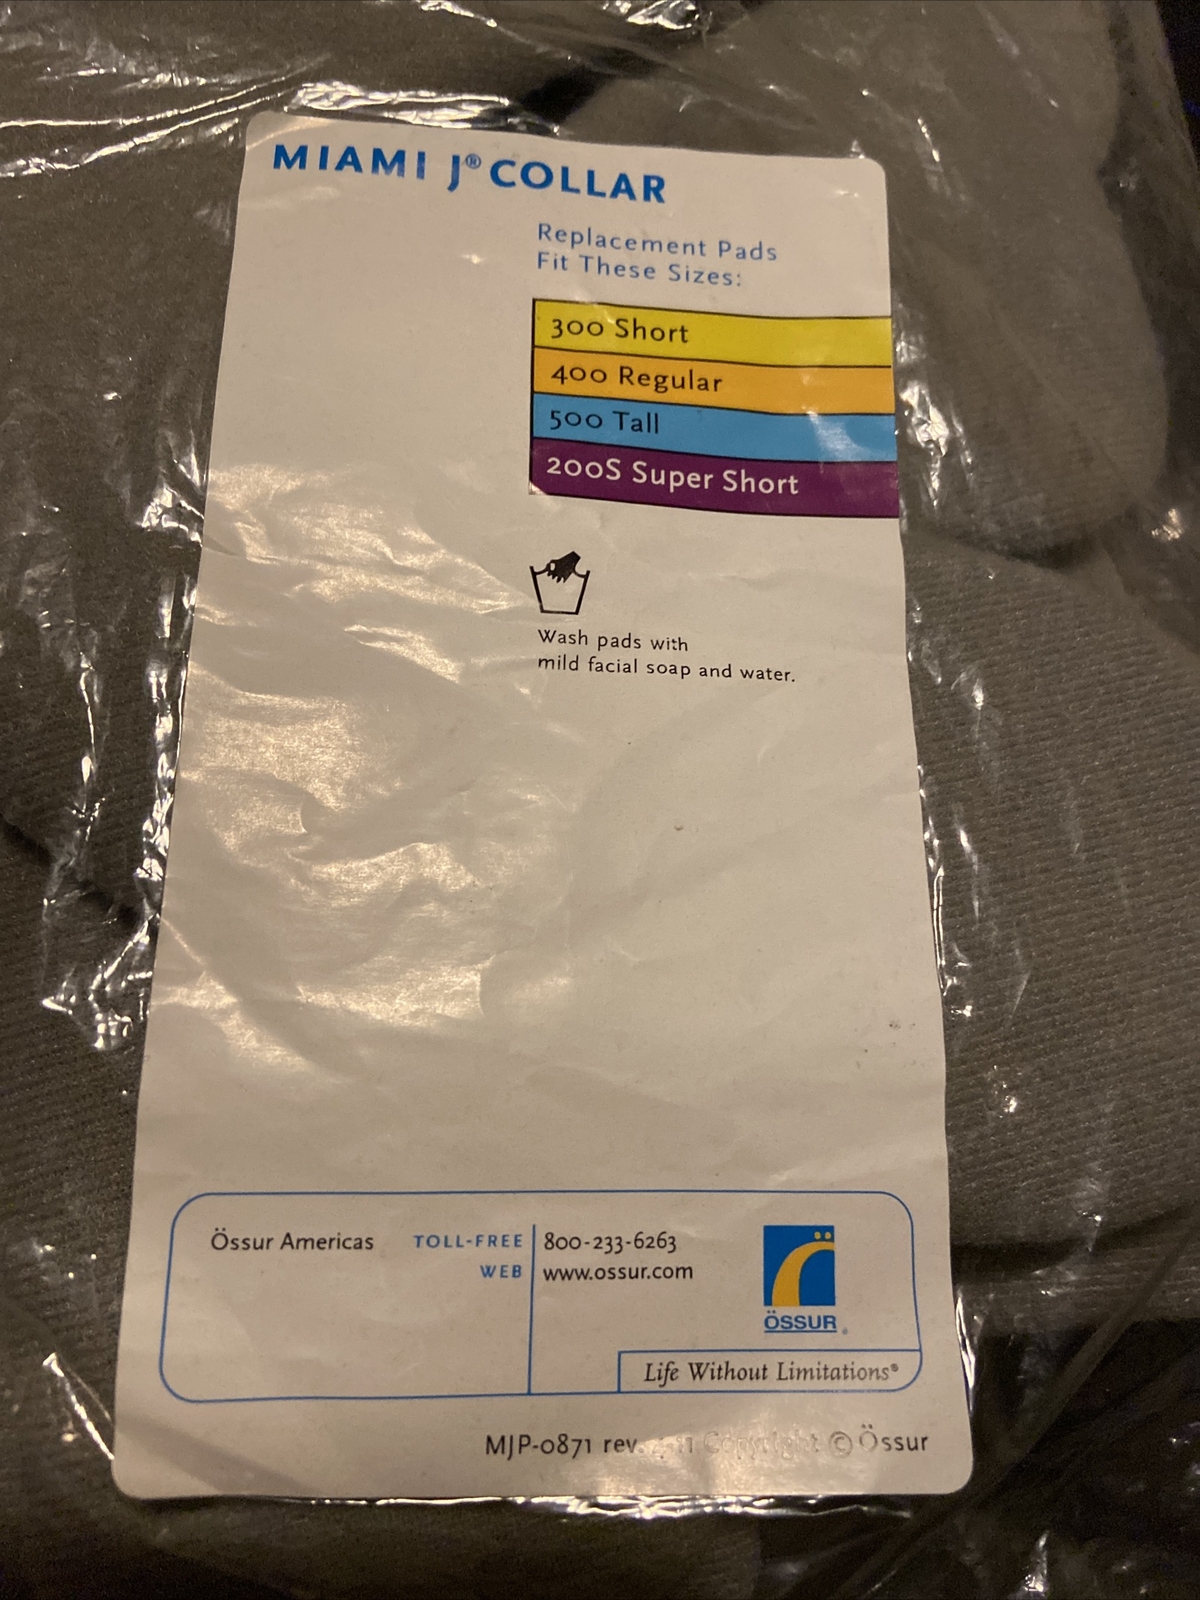 MIAMI J® COLLAR
Replacement Pads
Fit These Sizes:
300 Short
400 Regular
500 Tall
200S Super Short
Wash pads with
mild facial soap and water.
Össur Americas TOLL-FREE 800-233-6263
WEB www.ossur.com
ÖSSUR®
Life Without Limitations®
MJP-0871 rev. Copyright © Össur